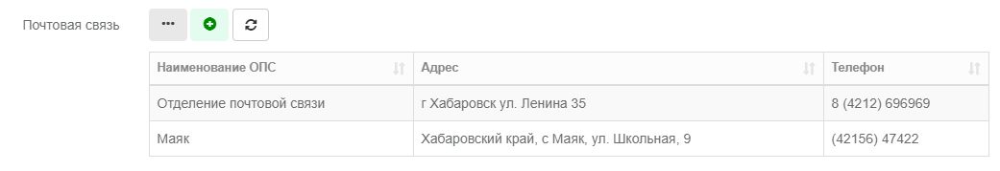 Почтовая связь
Наименование ОПС Адрес Телефон
Отделение почтовой связи г Хабаровск ул. Ленина 35 8 (4212) 696969
Маяк Хабаровский край, с Маяк, ул. Школьная, 9 (42156) 47422